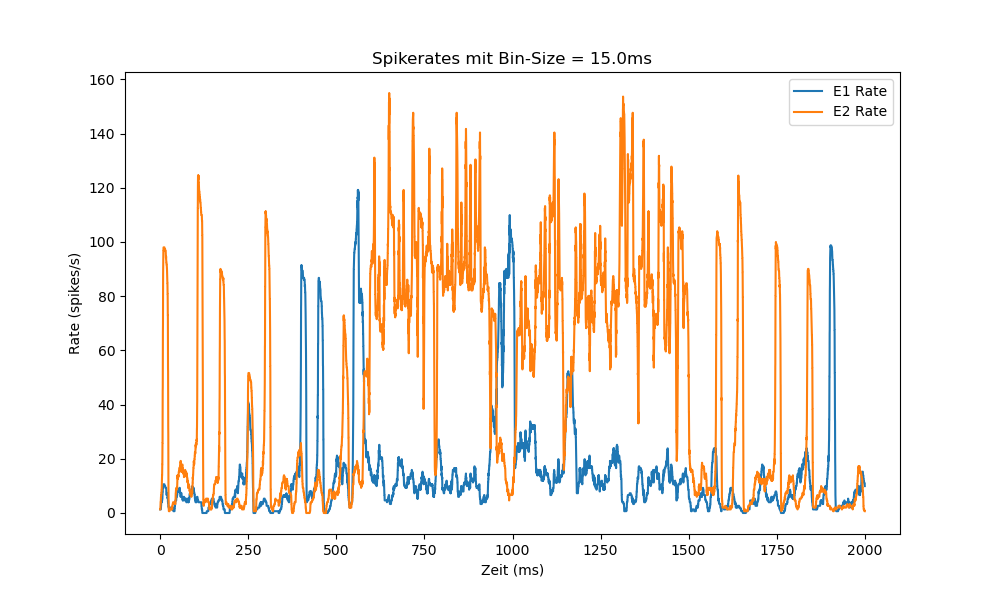 Spikerates mit Bin-Size = 15.0ms
E1 Rate
E2 Rate
Rate (spikes/s)
160
140
120
100
80
60
40
20
0
0 250 500 750 1000 1250 1500 1750 2000
Zeit (ms)